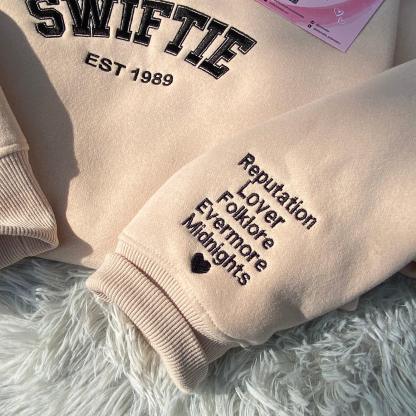 SWIFTIE
EST 1989
Reputation
Lover
Folklore
Evermore
Midnights